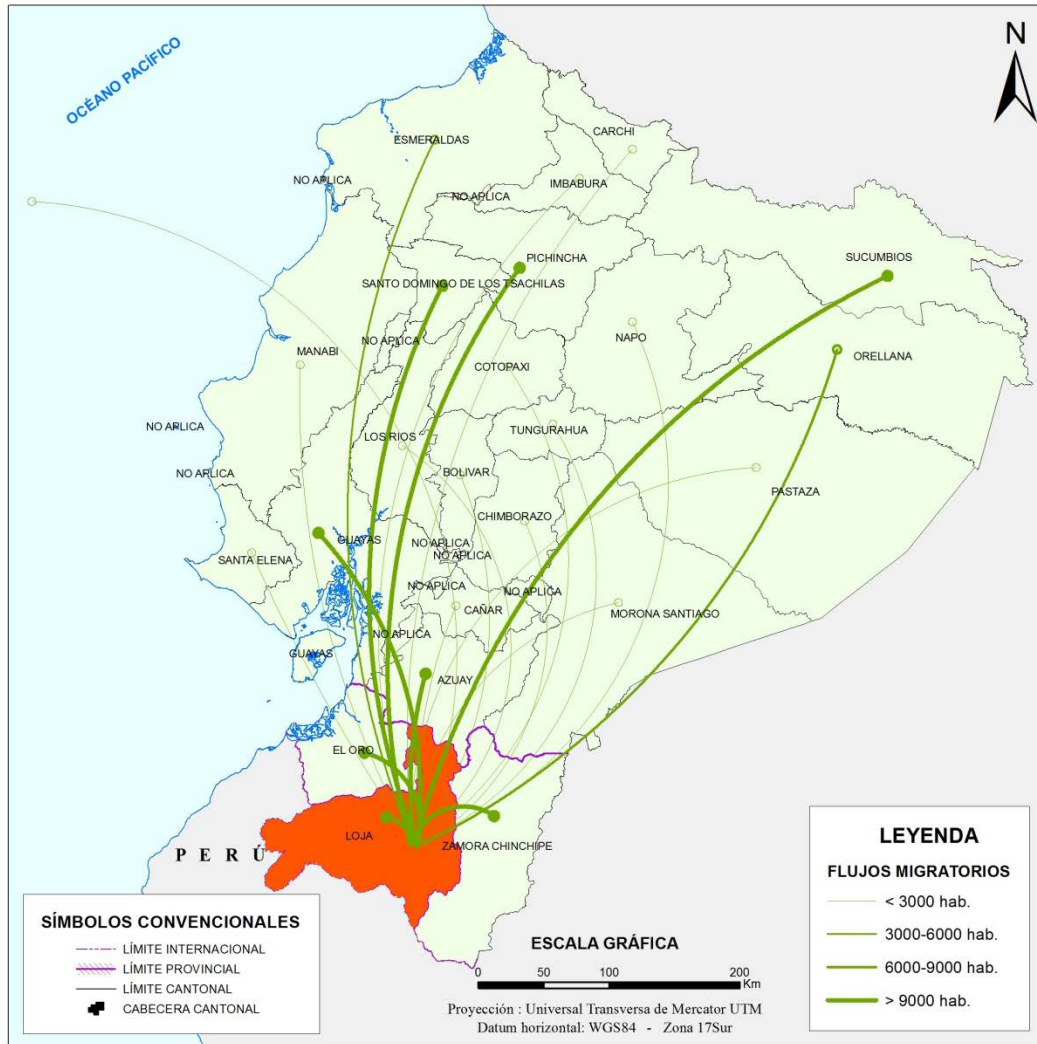 OCÉANO PACÍFICO
N
CARCHI
ESMERALDAS
IMBABURA
NO APLICA
NO APLICA
PICHINCHA
SUCUMBIOS
SANTO DOMINGO DE LOS TSACHILAS
NAPO
NO APLICA
MANABI
ORELLANA
COTOPAXI
NO APLICA
TUNGURAHUA
LOS RIOS
BOLIVAR
NO APLICA
PASTAZA
CHIMBORAZO
GUAYAS
NO APLICA
NO APLICA
SANTA ELENA
NO APLICA
NO APLICA
CAÑAR
MORONA SANTIAGO
NO APLICA
GUAYAS
AZUAY
EL ORO
LOJA
ZAMORA CHINCHIPE
PERÚ
LEYENDA
FLUJOS MIGRATORIOS
< 3000 hab.
3000-6000 hab.
6000-9000 hab.
> 9000 hab.
SÍMBOLOS CONVENCIONALES
LÍMITE INTERNACIONAL
LÍMITE PROVINCIAL
LÍMITE CANTONAL
CABECERA CANTONAL
ESCALA GRÁFICA
0 50 100 200
Km
Proyección : Universal Transversa de Mercator UTM
Datum horizontal: WGS84 - Zona 17Sur